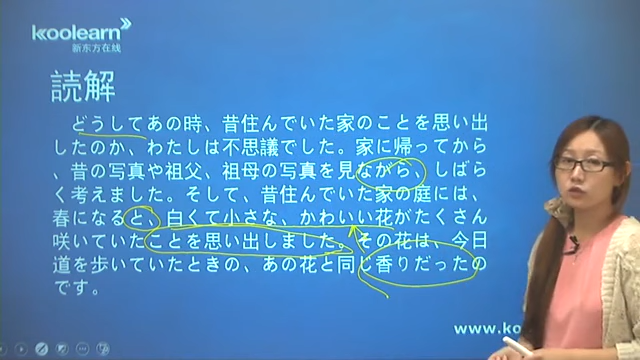 koolearn
新东方在线
読解
どうしてあの時、昔住んでいた家のことを思い出
したのか、わたしは不思議でした。家に帰ってから
、昔の写真や祖父、祖母の写真を見ながら、しばら
く考えました。そして、昔住んでいた家の庭には、
春になると、白くて小さな、かわいい花がたくさん
咲いていたことを思い出しました。その花は、今日
道を歩いていたときの、あの花と同じ香りだったの
です。
www.ko